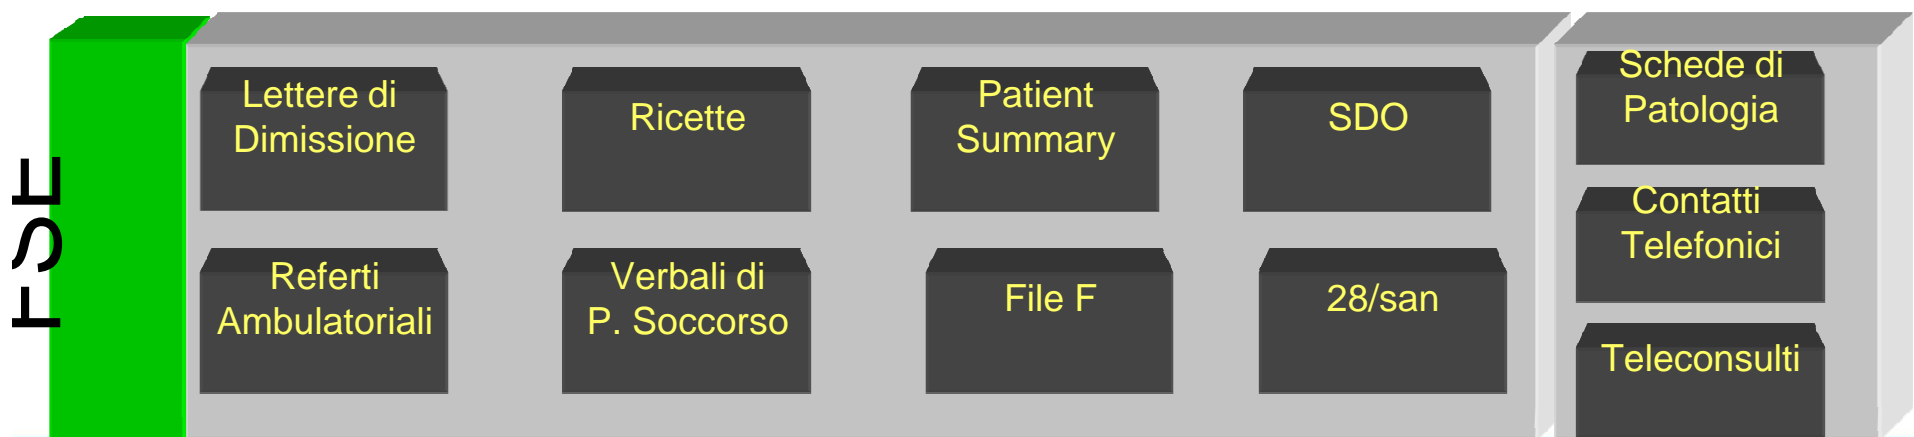 FSE
Lettere di
Dimissione
Ricette
Patient
Summary
SDO
Referti
Ambulatoriali
Verbali di
P. Soccorso
File F
28/san
Schede di
Patologia
Contatti
Telefonici
Teleconsulti